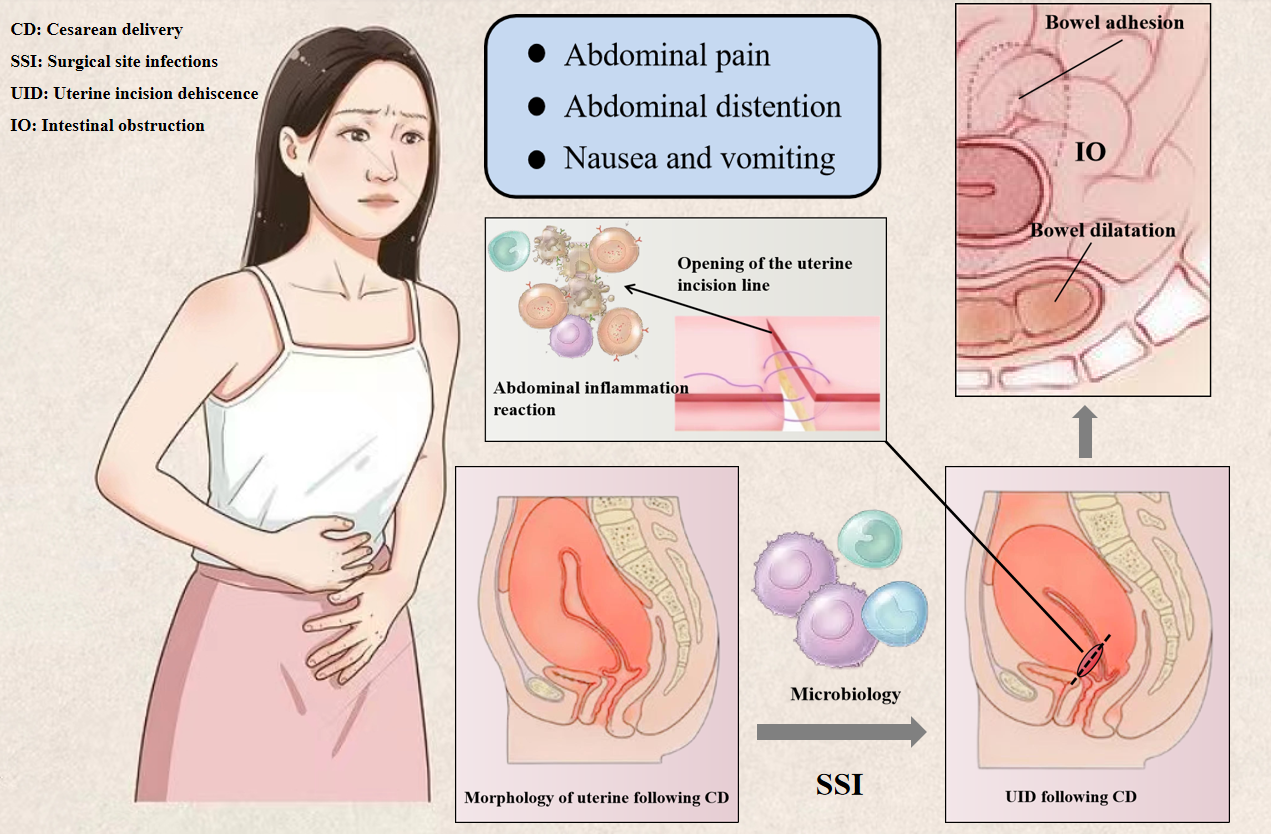 CD: Cesarean delivery
SSI: Surgical site infections
UID: Uterine incision dehiscence
IO: Intestinal obstruction
Abdominal pain
Abdominal distention
Nausea and vomiting
Opening of the uterine
incision line
Abdominal inflammation
reaction
Bowel adhesion
IO
Bowel dilatation
Morphology of uterine following CD
Microbiology
SSI
UID following CD